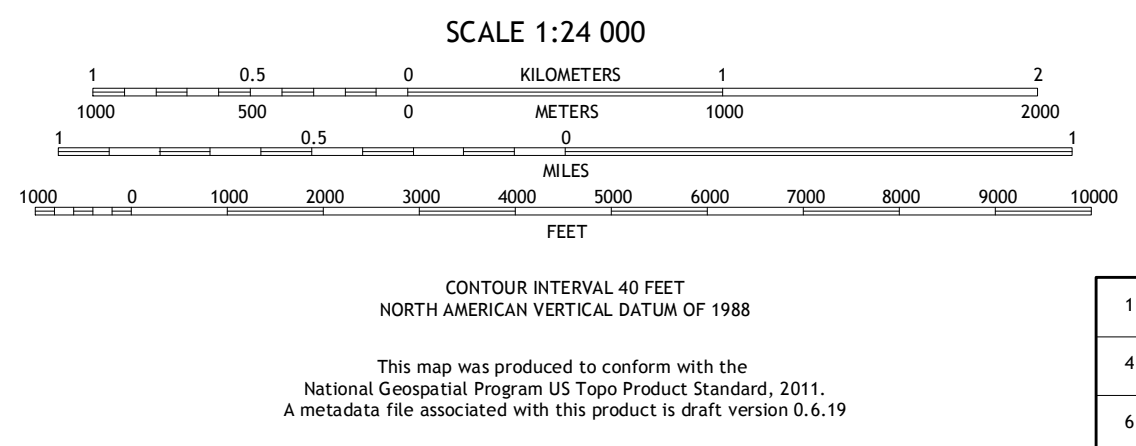 SCALE 1:24 000
1 0.5 0 KILOMETERS 1 2
1000 500 0 METERS 1000 2000
1 0.5 0 1
MILES
1000 0 1000 2000 3000 4000 5000 6000 7000 8000 9000 10000
FEET
CONTOUR INTERVAL 40 FEET
NORTH AMERICAN VERTICAL DATUM OF 1988
This map was produced to conform with the
National Geospatial Program US Topo Product Standard, 2011.
A metadata file associated with this product is draft version 0.6.19
1
4
6